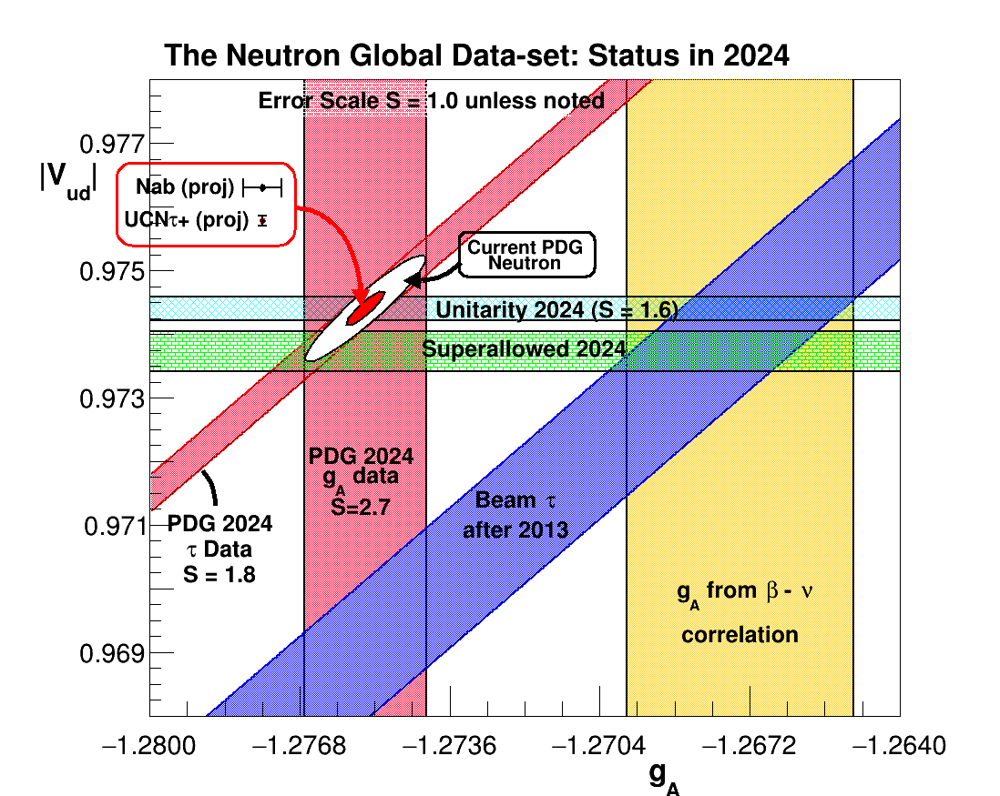 The Neutron Global Data-set: Status in 2024
Error Scale S = 1.0 unless noted
0.977
|V_ud|
Nab (proj)
UCNτ+ (proj)
Current PDG
Neutron
0.975
Unitarity 2024 (S = 1.6)
Superallowed 2024
0.973
PDG 2024
g_A data
S=2.7
Beam τ
after 2013
0.971
PDG 2024
τ Data
S = 1.8
g_A from β - ν
correlation
0.969
−1.2800
−1.2768
−1.2736
−1.2704
−1.2672
−1.2640
g_A